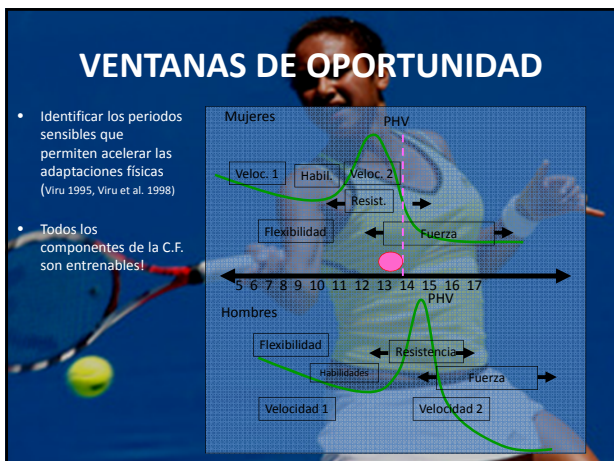 VENTANAS DE OPORTUNIDAD
• Identificar los periodos
sensibles que
permiten acelerar las
adaptaciones físicas
(Viru 1995, Viru et al. 1998)
• Todos los
componentes de la C.F.
son entrenables!
Mujeres
PHV
Veloc. 1
Habil.
Veloc. 2
Resist.
Flexibilidad
Fuerza
5 6 7 8 9 10 11 12 13 14 15 16 17
Hombres
PHV
Flexibilidad
Resistencia
Habilidades
Fuerza
Velocidad 1
Velocidad 2